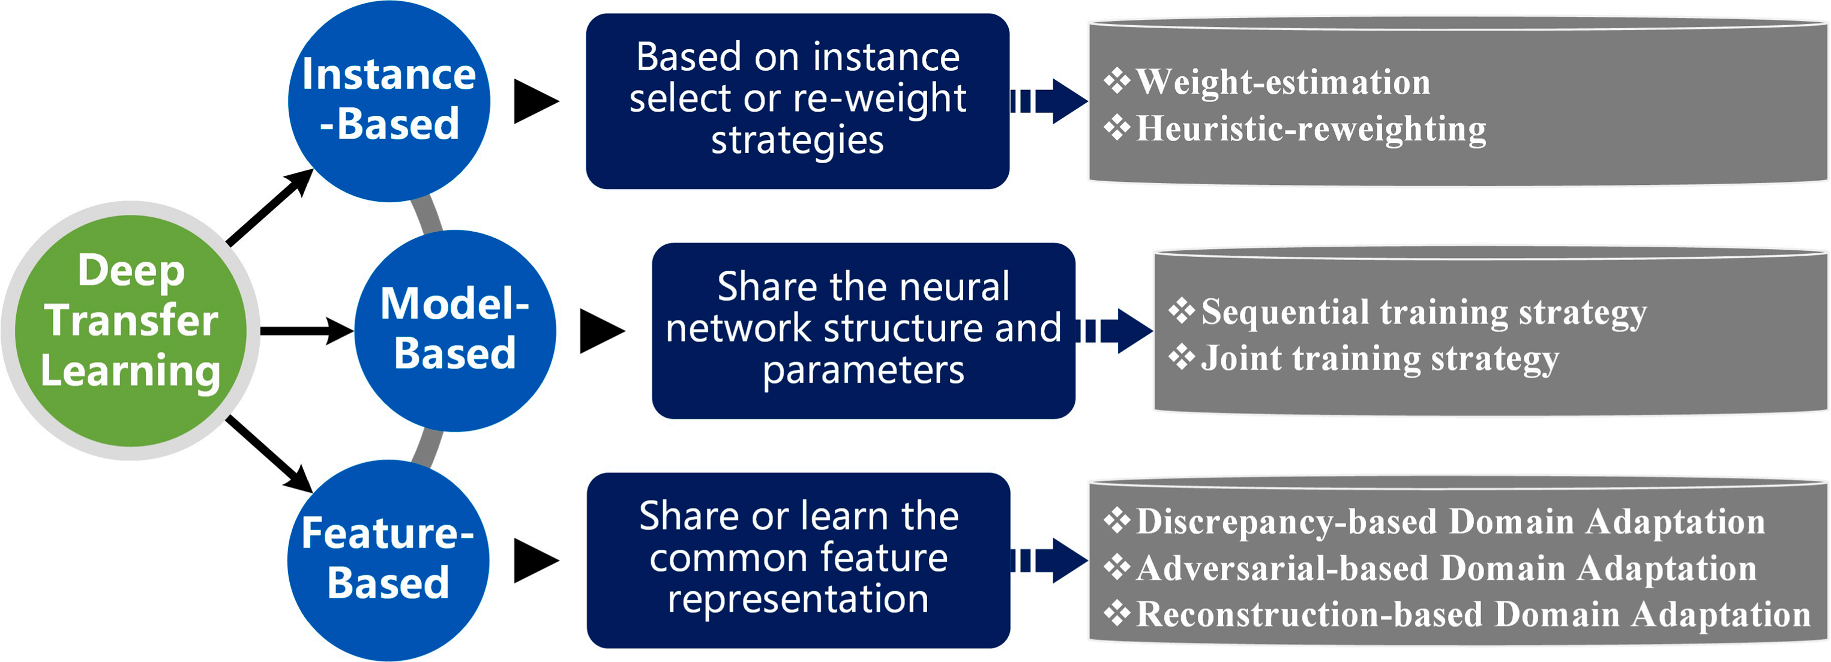 Deep
Transfer
Learning
Instance
-Based
Based on instance
select or re-weight
strategies
❖Weight-estimation
❖Heuristic-reweighting
Model-
Based
Share the neural
network structure and
parameters
❖Sequential training strategy
❖Joint training strategy
Feature-
Based
Share or learn the
common feature
representation
❖Discrepancy-based Domain Adaptation
❖Adversarial-based Domain Adaptation
❖Reconstruction-based Domain Adaptation